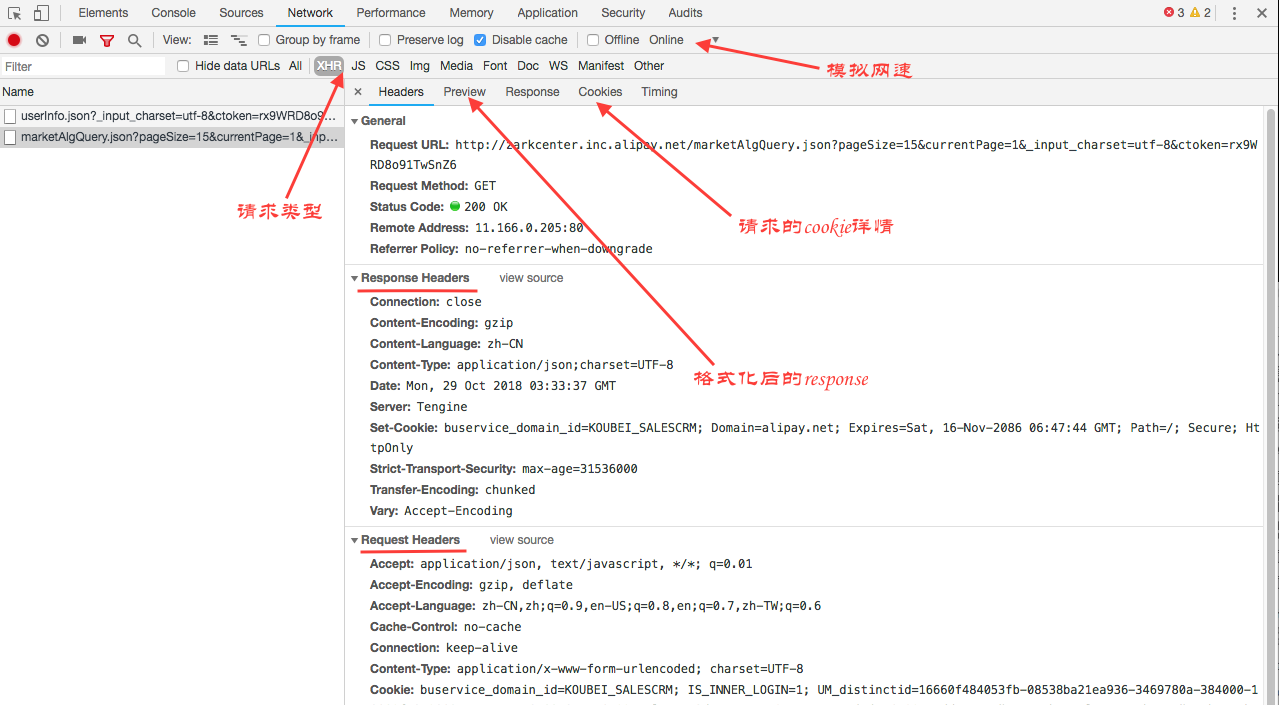 Elements Console Sources Network Performance Memory Application Security Audits 3 2
View: Group by frame Preserve log Disable cache Offline Online
Filter Hide data URLs All XHR JS CSS Img Media Font Doc WS Manifest Other
模拟网速
Name
Headers Preview Response Cookies Timing
userInfo.json?_input_charset=utf-8&ctoken=rx9WRD8o9...
marketAlgQuery.json?pageSize=15&currentPage=1&_inp...
请求类型
General
Request URL: http://zarkcenter.inc.alipay.net/marketAlgQuery.json?pageSize=15&currentPage=1&_input_charset=utf-8&ctoken=rx9W
RD8o91TwSnZ6
Request Method: GET
Status Code: 200 OK
Remote Address: 11.166.0.205:80
Referrer Policy: no-referrer-when-downgrade
请求的cookie详情
Response Headers view source
Connection: close
Content-Encoding: gzip
Content-Language: zh-CN
Content-Type: application/json;charset=UTF-8
格式化后的response
Date: Mon, 29 Oct 2018 03:33:37 GMT
Server: Tengine
Set-Cookie: buservice_domain_id=KOUBEI_SALESCRM; Domain=alipay.net; Expires=Sat, 16-Nov-2086 06:47:44 GMT; Path=/; Secure; Ht
tpOnly
Strict-Transport-Security: max-age=31536000
Transfer-Encoding: chunked
Vary: Accept-Encoding
Request Headers view source
Accept: application/json, text/javascript, */*; q=0.01
Accept-Encoding: gzip, deflate
Accept-Language: zh-CN,zh;q=0.9,en-US;q=0.8,en;q=0.7,zh-TW;q=0.6
Cache-Control: no-cache
Connection: keep-alive
Content-Type: application/x-www-form-urlencoded; charset=UTF-8
Cookie: buservice_domain_id=KOUBEI_SALESCRM; IS_INNER_LOGIN=1; UM_distinctid=16660f484053fb-08538ba21ea936-3469780a-384000-1